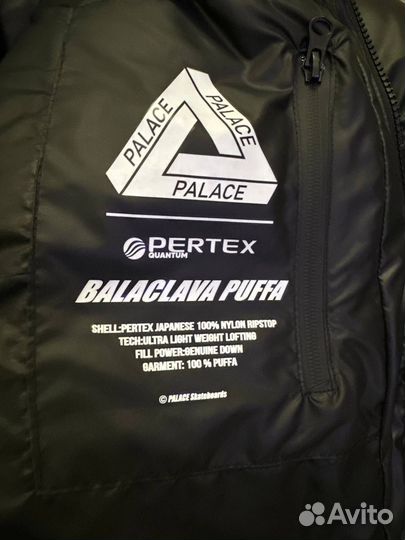 PALACE
PALACE
PALACE
PERTEX
QUANTUM
BALACLAVA PUFFA
SHELL:PERTEX JAPANESE 100% NYLON RIPSTOP
TECH:ULTRA LIGHT WEIGHT LOFTING
FILL POWER:GENUINE DOWN
GARMENT: 100 % PUFFA
© PALACE Skateboards
Avito